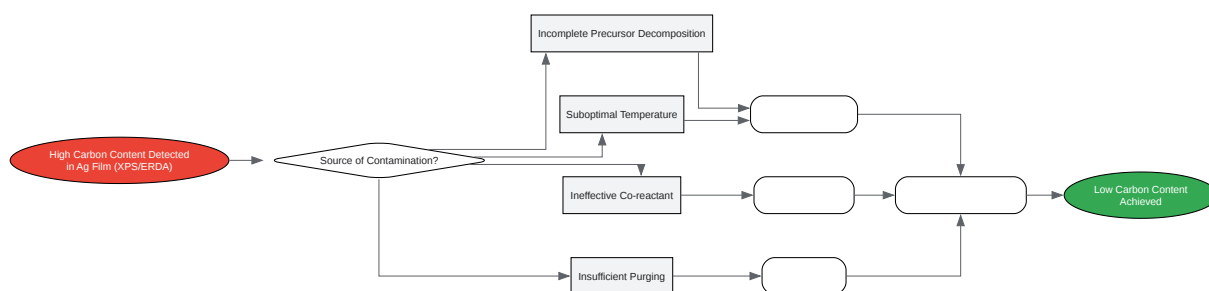 Incomplete Precursor Decomposition
Suboptimal Temperature
High Carbon Content Detected
in Ag Film (XPS/ERDA)
Source of Contamination?
Ineffective Co-reactant
Low Carbon Content
Achieved
Insufficient Purging